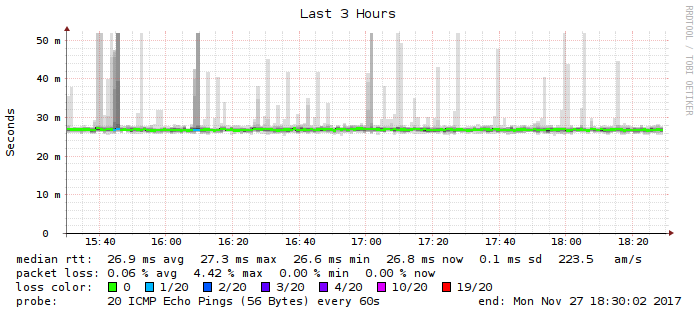 Last 3 Hours
RRDTOOL / TOBI OETIKER
Seconds
50 m
40 m
30 m
20 m
10 m
0
15:40 16:00 16:20 16:40 17:00 17:20 17:40 18:00 18:20
median rtt: 26.9 ms avg 27.3 ms max 26.6 ms min 26.8 ms now 0.1 ms sd 223.5 am/s
packet loss: 0.06 % avg 4.42 % max 0.00 % min 0.00 % now
loss color: 0 1/20 2/20 3/20 4/20 10/20 19/20
probe: 20 ICMP Echo Pings (56 Bytes) every 60s end: Mon Nov 27 18:30:02 2017